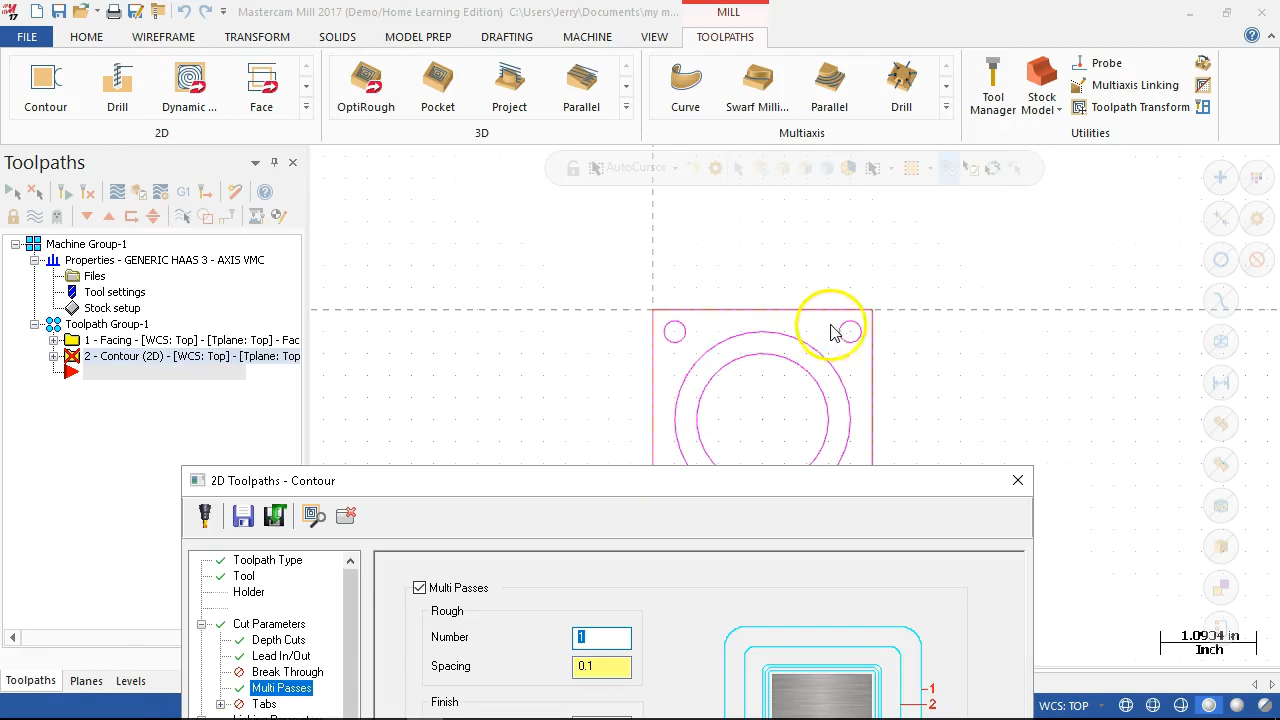 17
Mastercam Mill 2017 (Demo/Home Learning Edition) C:\Users\Jerry\Documents\my m...
MILL
FILE HOME WIREFRAME TRANSFORM SOLIDS MODEL PREP DRAFTING MACHINE VIEW TOOLPATHS
Contour Drill Dynamic ... Face
OptiRough Pocket Project Parallel
Curve Swarf Milli... Parallel Drill
Tool Manager
Stock Model
Probe
Multiaxis Linking
Toolpath Transform
2D 3D Multiaxis Utilities
Toolpaths
AutoCursor
G1
Machine Group-1
Properties - GENERIC HAAS 3 - AXIS VMC
Files
Tool settings
Stock setup
Toolpath Group-1
1 - Facing - [WCS: Top] - [Tplane: Top] - Fac
2 - Contour (2D) - [WCS: Top] - [Tplane: Top
2D Toolpaths - Contour
Toolpath Type
Tool
Holder
Cut Parameters
Depth Cuts
Lead In/Out
Break Through
Multi Passes
Tabs
Multi Passes
Rough
Number 1
Spacing 0.1
Finish
1
2
1.0934 in
Inch
Toolpaths Planes Levels
WCS: TOP